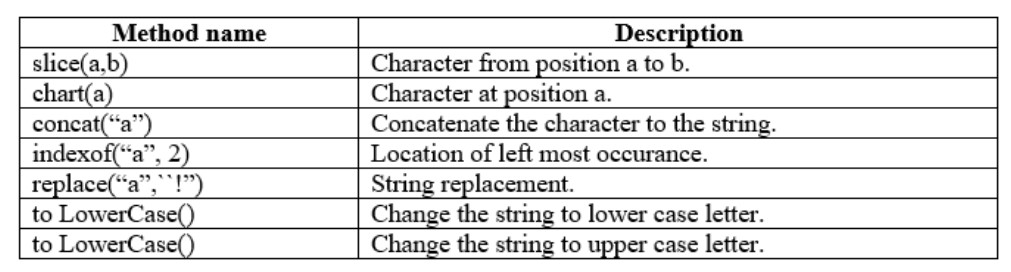 Method name Description
slice(a,b) Character from position a to b.
chart(a) Character at position a.
concat(“a”) Concatenate the character to the string.
indexof(“a”, 2) Location of left most occurance.
replace(“a”,``!”) String replacement.
to LowerCase() Change the string to lower case letter.
to LowerCase() Change the string to upper case letter.